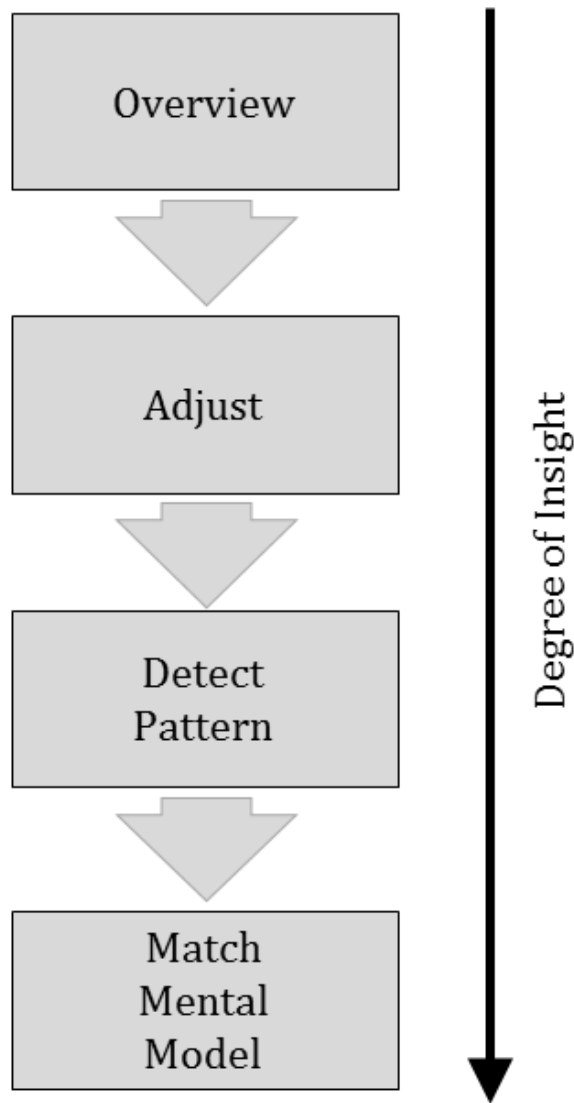 Overview
Adjust
Detect
Pattern
Match
Mental
Model
Degree of Insight